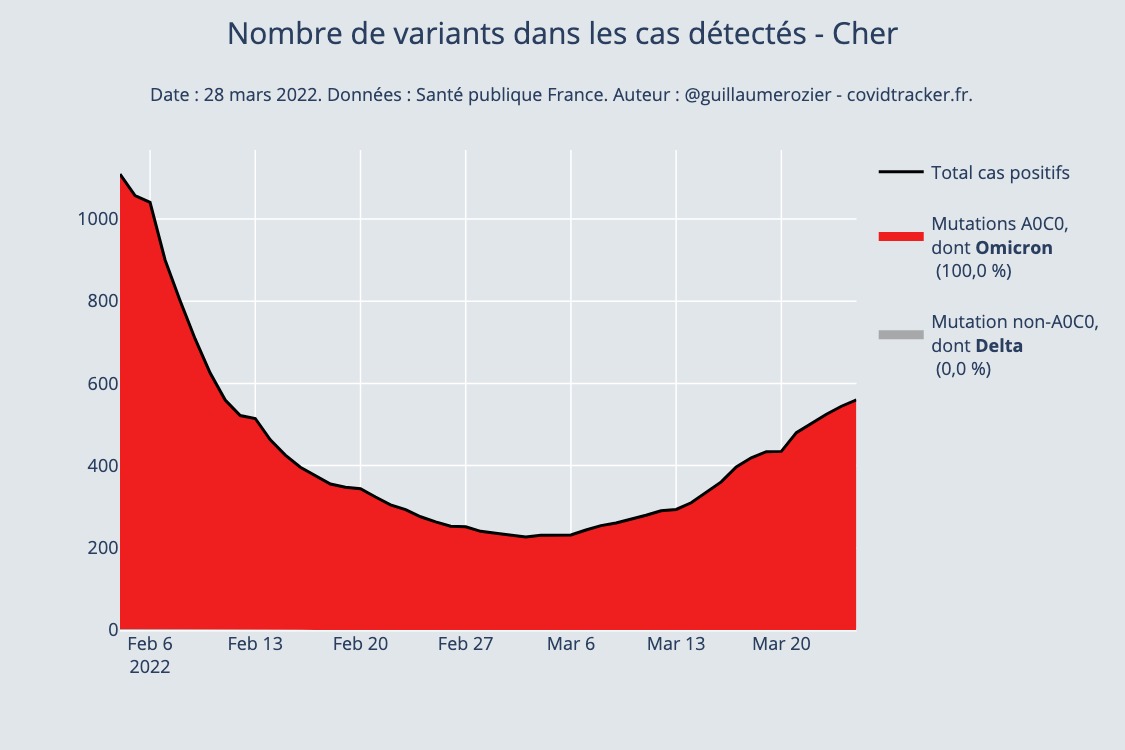 Nombre de variants dans les cas détectés - Cher
Date : 28 mars 2022. Données : Santé publique France. Auteur : @guillaumerozier - covidtracker.fr.
Total cas positifs
Mutations A0C0,
dont Omicron
(100,0 %)
Mutation non-A0C0,
dont Delta
(0,0 %)
1000
800
600
400
200
0
Feb 6 Feb 13 Feb 20 Feb 27 Mar 6 Mar 13 Mar 20
2022